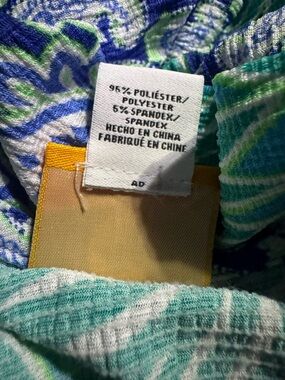 95% POLIÉSTER/
POLYESTER
5% SPANDEX/
SPANDEX
HECHO EN CHINA
FABRIQUÉ EN CHINE
AD